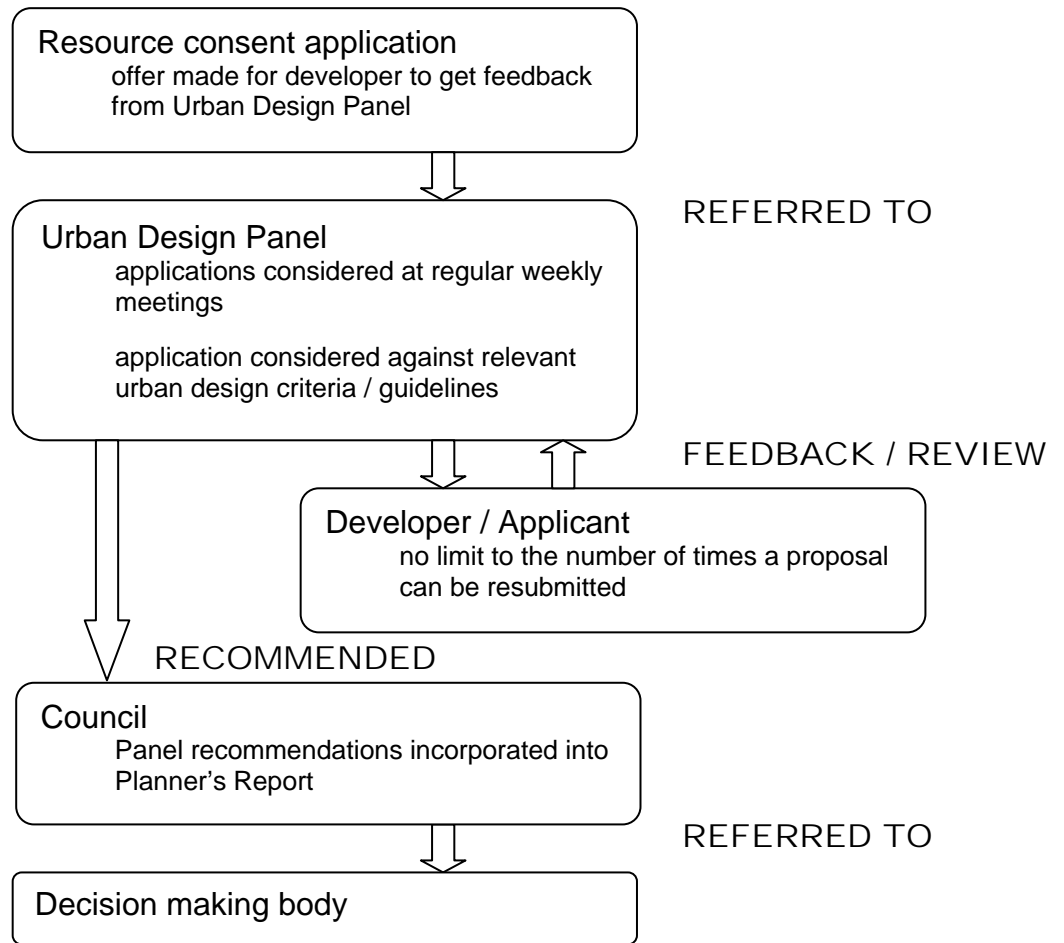 Resource consent application
offer made for developer to get feedback
from Urban Design Panel
REFERRED TO
Urban Design Panel
applications considered at regular weekly
meetings
application considered against relevant
urban design criteria / guidelines
FEEDBACK / REVIEW
Developer / Applicant
no limit to the number of times a proposal
can be resubmitted
RECOMMENDED
Council
Panel recommendations incorporated into
Planner's Report
REFERRED TO
Decision making body